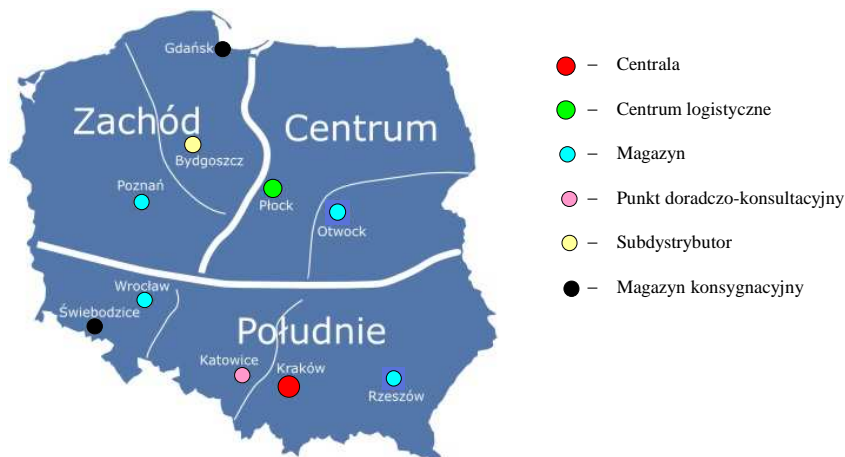 Gdańsk
Zachód
Centrum
Bydgoszcz
Poznań
Płock
Otwock
Wrocław
Świebodzice
Południe
Katowice
Kraków
Rzeszów
– Centrala
– Centrum logistyczne
– Magazyn
– Punkt doradczo-konsultacyjny
– Subdystrybutor
– Magazyn konsygnacyjny